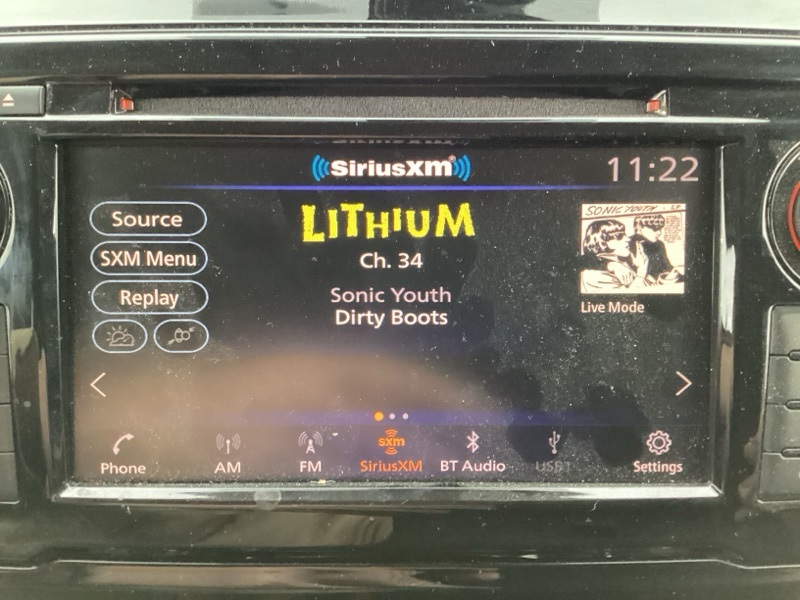 SiriusXM
11:22
Source
SXM Menu
Replay
LiTHiUM
Ch. 34
Sonic Youth
Dirty Boots
SONIC YOUTH
Live Mode
Phone
AM
FM
sxm
SiriusXM
BT Audio
USB1
Settings